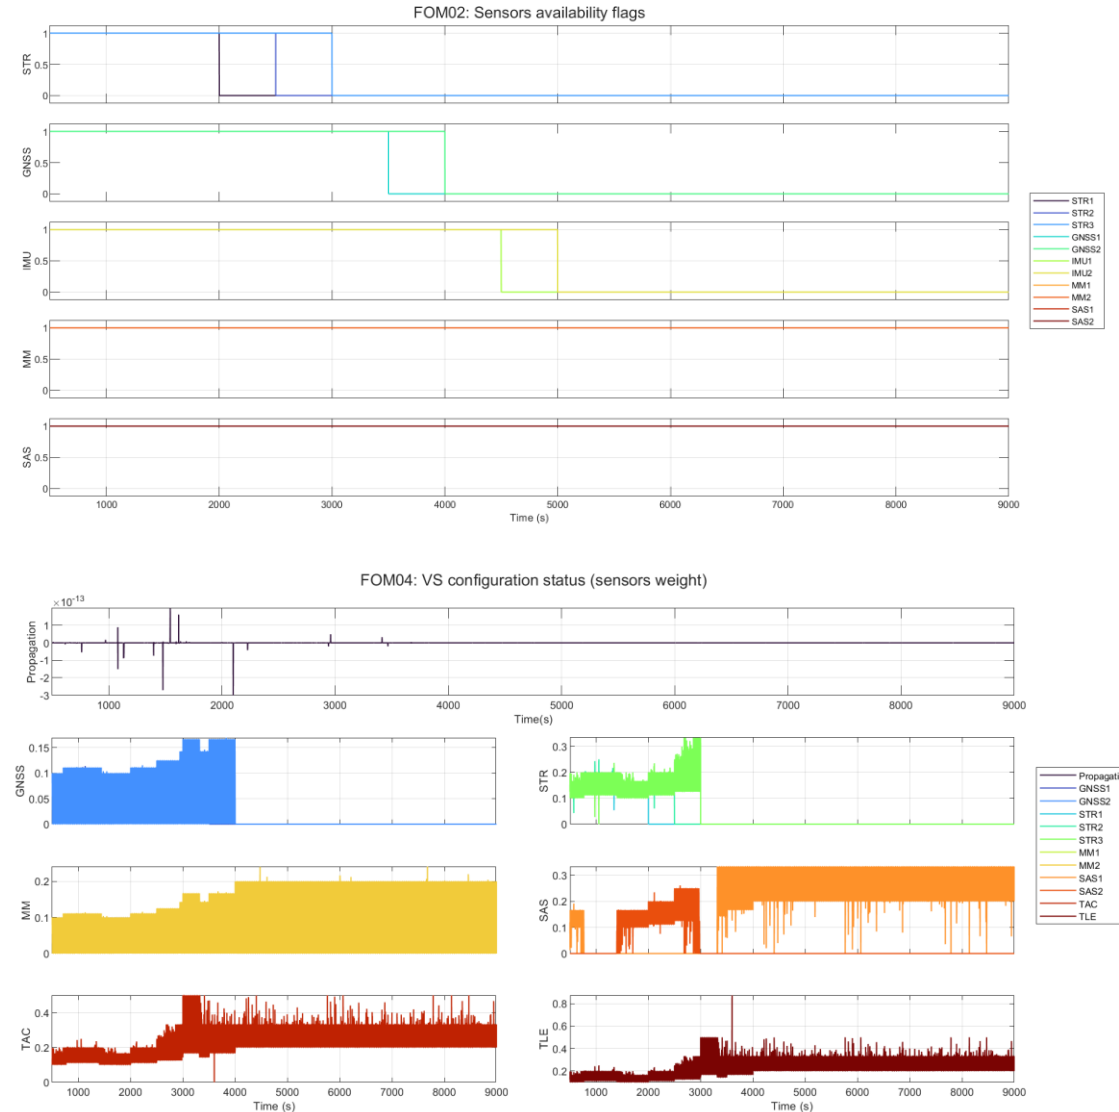 FOM02: Sensors availability flags
1
0.5
0
STR
1
0.5
0
GNSS
1
0.5
0
IMU
1
0.5
0
MM
1
0.5
0
SAS
1000 2000 3000 4000 5000 6000 7000 8000 9000
Time (s)
STR1
STR2
STR3
GNSS1
GNSS2
IMU1
IMU2
MM1
MM2
SAS1
SAS2
FOM04: VS configuration status (sensors weight)
×10-13
1
0
-1
-2
-3
Propagation
1000 2000 3000 4000 5000 6000 7000 8000 9000
Time(s)
0.15
0.1
0.05
0
GNSS
0.3
0.2
0.1
0
STR
0.2
0.1
0
MM
0.3
0.2
0.1
0
SAS
0.4
0.2
0
TAC
1000 2000 3000 4000 5000 6000 7000 8000 9000
Time (s)
0.8
0.6
0.4
0.2
TLE
1000 2000 3000 4000 5000 6000 7000 8000 9000
Time (s)
Propagati
GNSS1
GNSS2
STR1
STR2
STR3
MM1
MM2
SAS1
SAS2
TAC
TLE